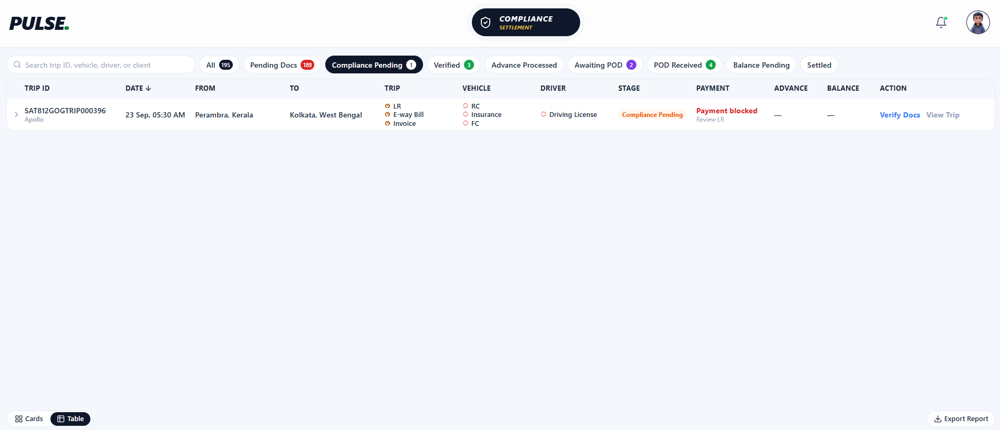 PULSE.
COMPLIANCE
SETTLEMENT
Search trip ID, vehicle, driver, or client
All 195
Pending Docs 189
Compliance Pending 1
Verified 3
Advance Processed
Awaiting POD 2
POD Received 4
Balance Pending
Settled
TRIP ID DATE FROM TO TRIP VEHICLE DRIVER STAGE PAYMENT ADVANCE BALANCE ACTION
SAT812GOGTRIP000396
Apollo
23 Sep, 05:30 AM
Perambra, Kerala
Kolkata, West Bengal
LR
E-way Bill
Invoice
RC
Insurance
FC
Driving License
Compliance Pending
Payment blocked
Review LR
—
—
Verify Docs View Trip
Cards Table
Export Report